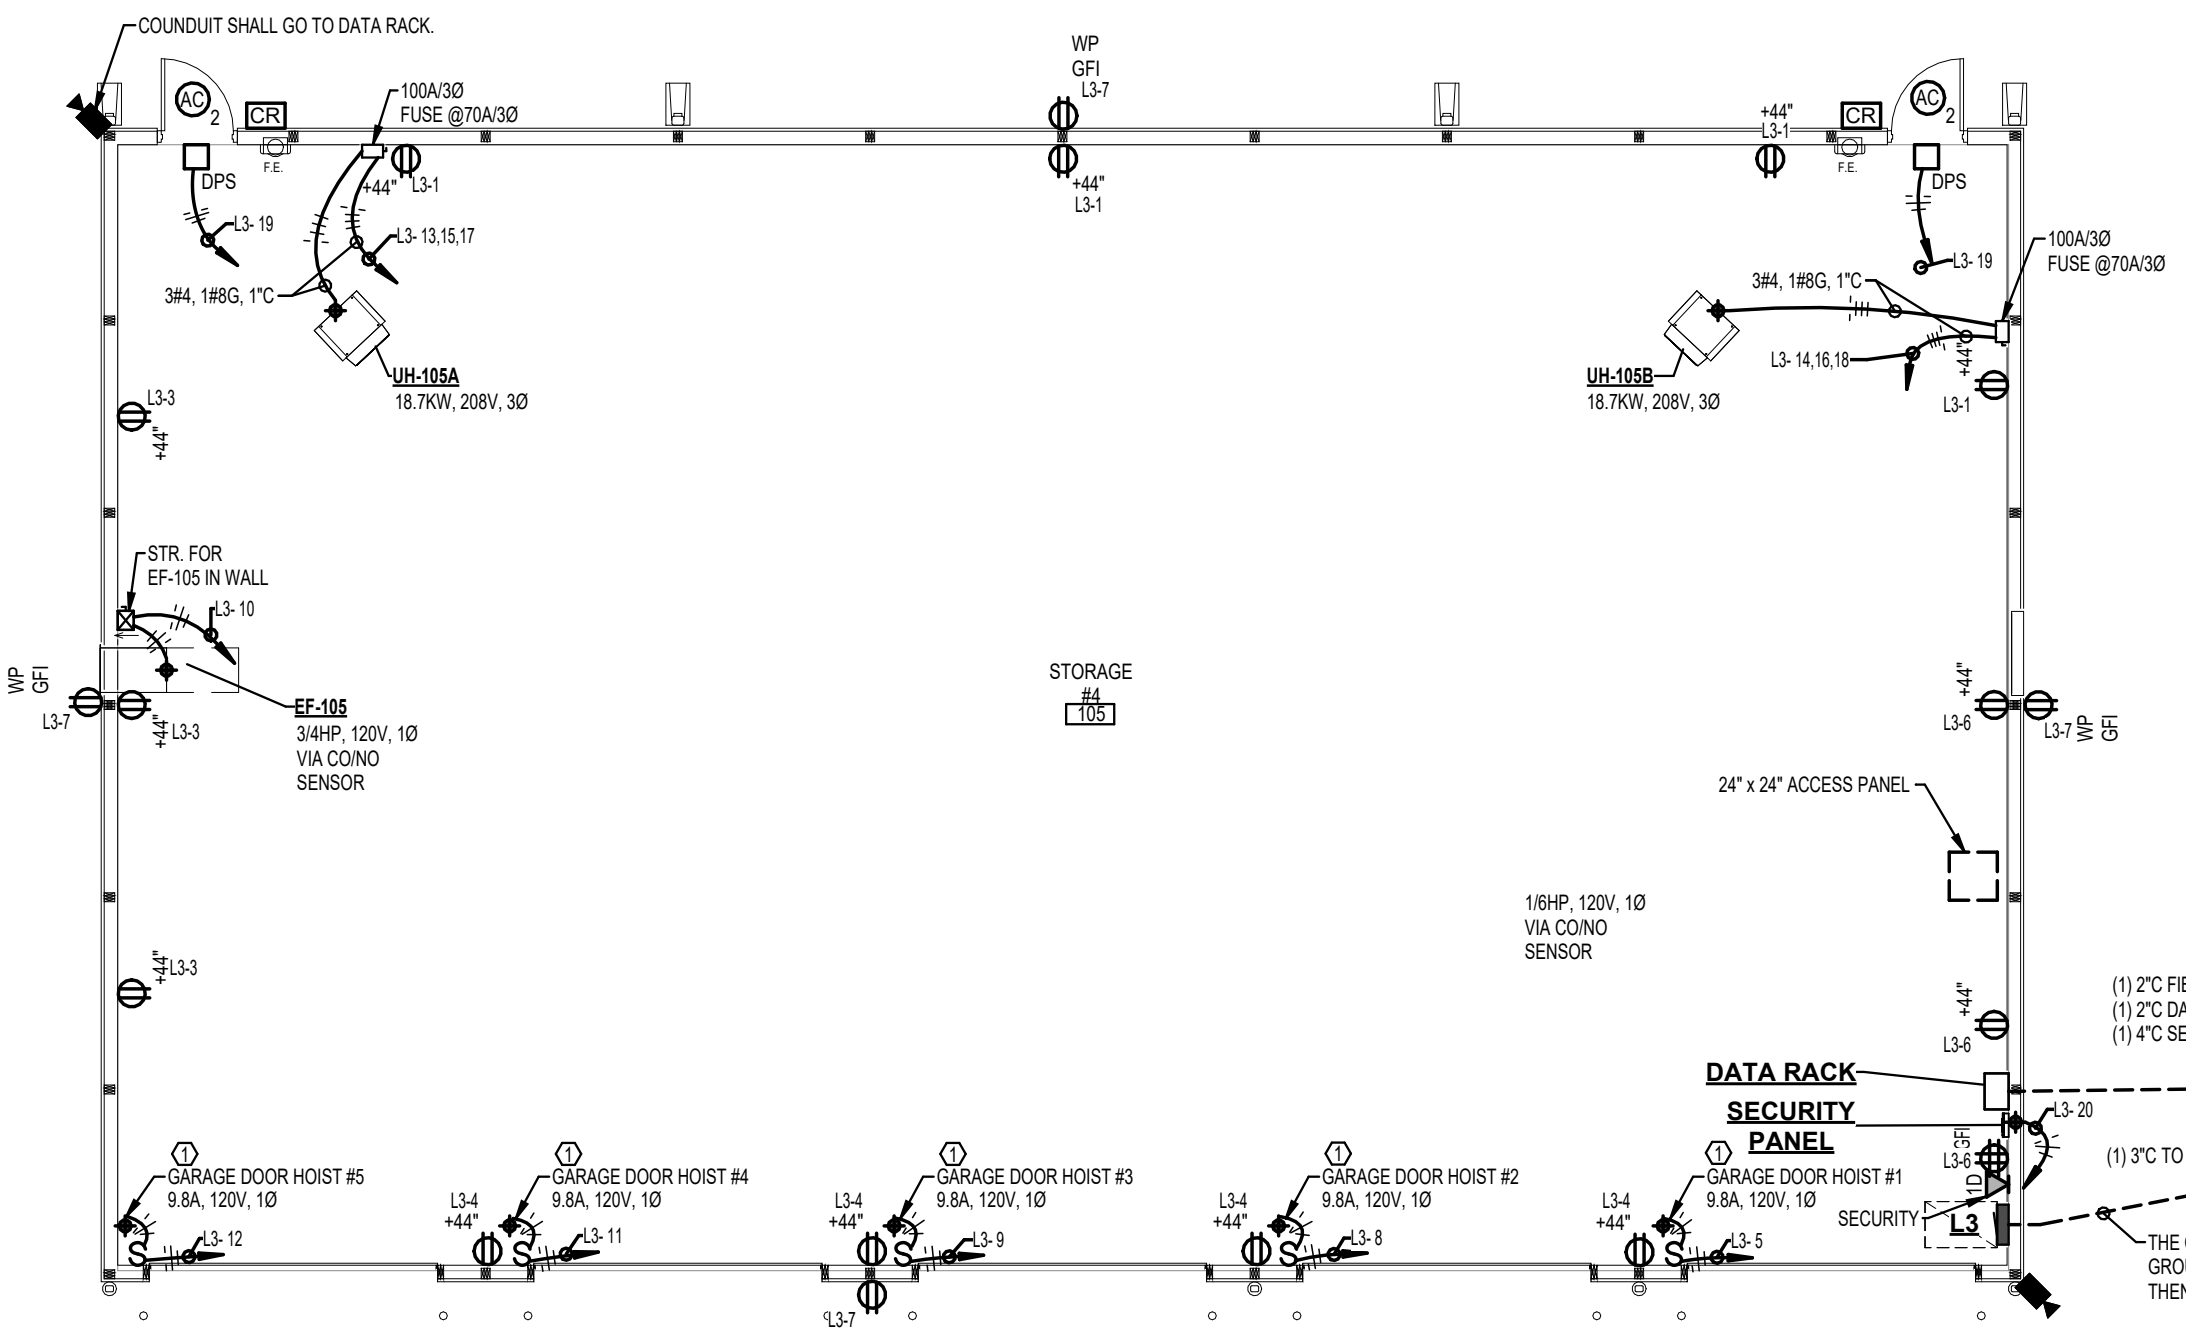 COUNDUIT SHALL GO TO DATA RACK.
WP
GFI
L3-7
AC
2
CR
100A/3Ø
FUSE @70A/3Ø
+44"
L3-1
CR
AC
2
F.E.
DPS
+44"
L3-1
+44"
L3-1
F.E.
DPS
L3- 19
L3- 13,15,17
3#4, 1#8G, 1"C
L3- 19
100A/3Ø
FUSE @70A/3Ø
3#4, 1#8G, 1"C
L3- 14,16,18
+44"
L3-1
UH-105A
18.7KW, 208V, 3Ø
UH-105B
18.7KW, 208V, 3Ø
L3-3
+44"
STR. FOR
EF-105 IN WALL
L3- 10
WP
GFI
L3-7
+44"
L3-3
EF-105
3/4HP, 120V, 1Ø
VIA CO/NO
SENSOR
STORAGE
#4
105
+44"
L3-6
L3-7
WP
GFI
24" x 24" ACCESS PANEL
1/6HP, 120V, 1Ø
VIA CO/NO
SENSOR
+44"
L3-3
+44"
L3-6
(1) 2"C FIE
(1) 2"C DA
(1) 4"C SE
DATA RACK
SECURITY
PANEL
L3- 20
GFI
L3-6
1D
(1) 3"C TO
SECURITY
L3
THE
GROU
THEN
1
GARAGE DOOR HOIST #5
9.8A, 120V, 1Ø
S
L3- 12
1
GARAGE DOOR HOIST #4
9.8A, 120V, 1Ø
L3-4
+44"
S
L3- 11
1
GARAGE DOOR HOIST #3
9.8A, 120V, 1Ø
L3-4
+44"
S
L3- 9
L3-7
1
GARAGE DOOR HOIST #2
9.8A, 120V, 1Ø
L3-4
+44"
S
L3- 8
1
GARAGE DOOR HOIST #1
9.8A, 120V, 1Ø
L3-4
+44"
S
L3- 5